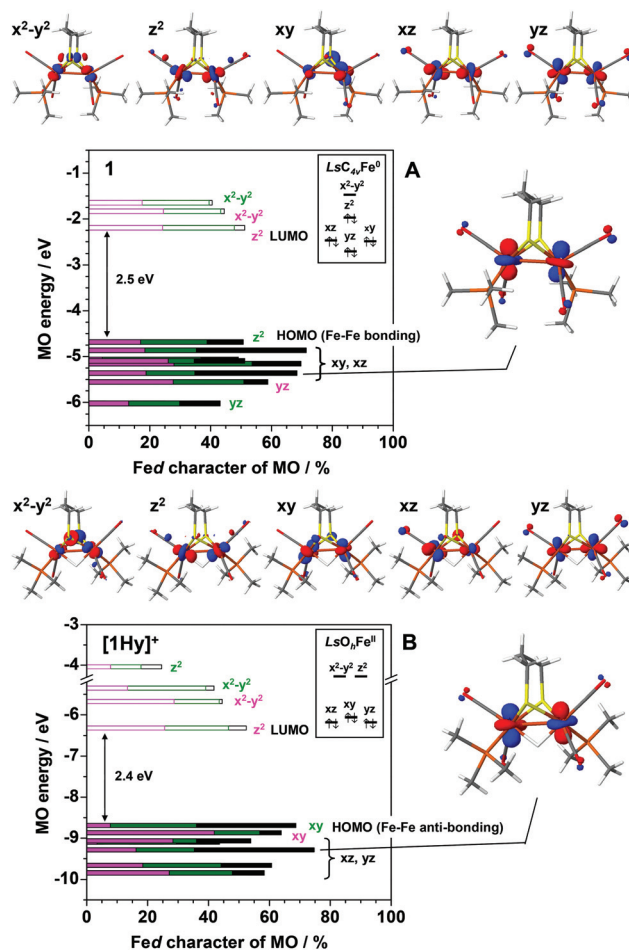 x²-y² z² xy xz yz
1
A
MO energy / eV
-1
-2
-3
-4
-5
-6
x²-y²
x²-y²
z² LUMO
2.5 eV
z²
HOMO (Fe-Fe bonding)
xy, xz
yz
yz
LsC4vFe⁰
x²-y²
z²
xz yz xy
0 20 40 60 80 100
Fed character of MO / %
x²-y² z² xy xz yz
[1Hy]⁺
B
MO energy / eV
-3
-4
-6
-7
-8
-9
-10
z²
x²-y²
x²-y²
z² LUMO
2.4 eV
xy
HOMO (Fe-Fe anti-bonding)
xy
xz, yz
LsOhFeᴵᴵ
x²-y² z²
xz xy yz
0 20 40 60 80 100
Fed character of MO / %